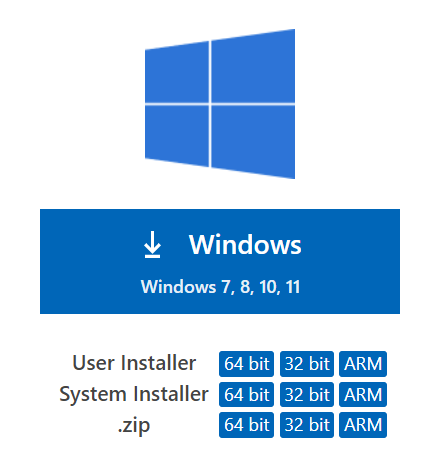 Windows
Windows 7, 8, 10, 11
User Installer 64 bit 32 bit ARM
System Installer 64 bit 32 bit ARM
.zip 64 bit 32 bit ARM